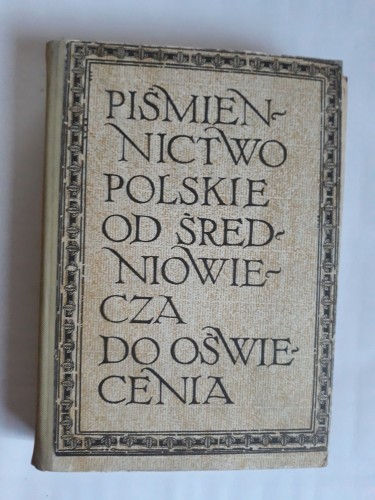 PIŚMIEN-
NICTWO
POLSKIE
OD ŚRED-
NIOWIE-
CZA
DO OŚWIE-
CENIA